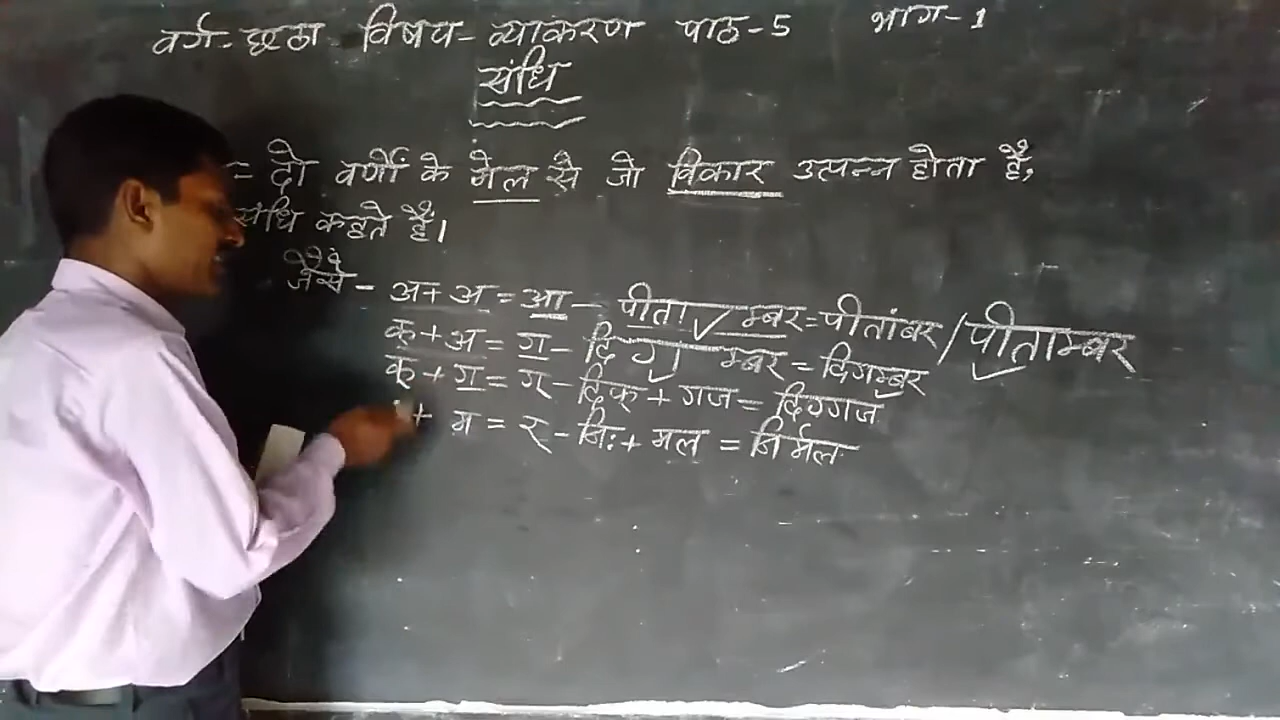 वर्ग-छठा विषय-व्याकरण पाठ-5 भाग-1
संधि
= दो वर्णों के मेल से जो विकार उत्पन्न होता है,
संधि कहते हैं।
जैसे - अ + अ = आ - पीता म्बर = पीतांबर / पीताम्बर
क् + अ = ग - दि ग म्बर = दिगम्बर
क् + ग = ग् - दिक् + गज = दिग्गज
+ म = र् - निः + मल = निर्मल